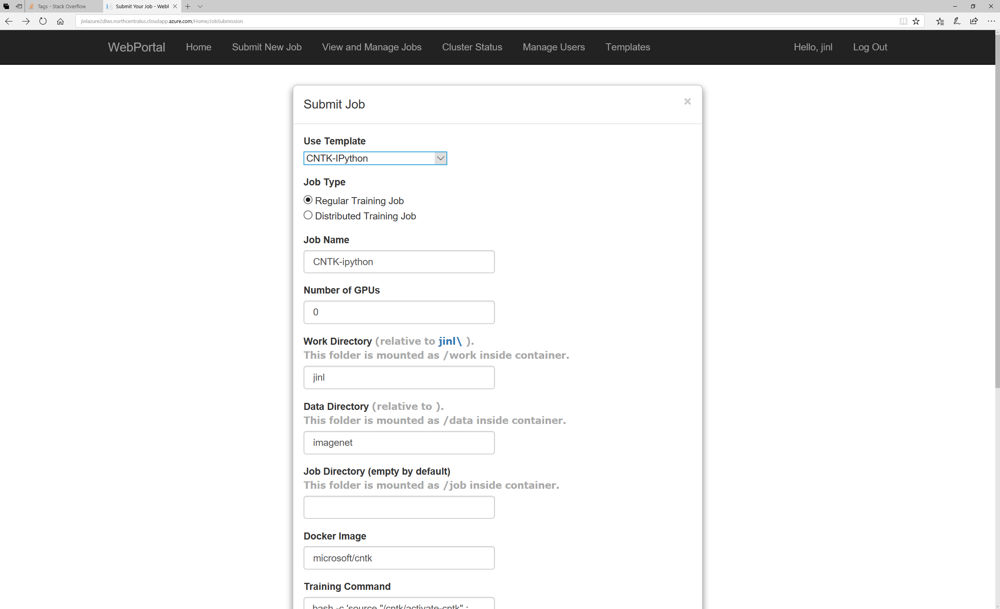 Tags - Stack Overflow
Submit Your Job - WebP
jinlazure2dlws.northcentralus.cloudapp.azure.com/Home/JobSubmission
WebPortal Home Submit New Job View and Manage Jobs Cluster Status Manage Users Templates Hello, jinl Log Out
Submit Job ×
Use Template
CNTK-IPython
Job Type
Regular Training Job
Distributed Training Job
Job Name
CNTK-ipython
Number of GPUs
0
Work Directory (relative to jinl\ ).
This folder is mounted as /work inside container.
jinl
Data Directory (relative to ).
This folder is mounted as /data inside container.
imagenet
Job Directory (empty by default)
This folder is mounted as /job inside container.
Docker Image
microsoft/cntk
Training Command
bash -c 'source "/cntk/activate-cntk" ;